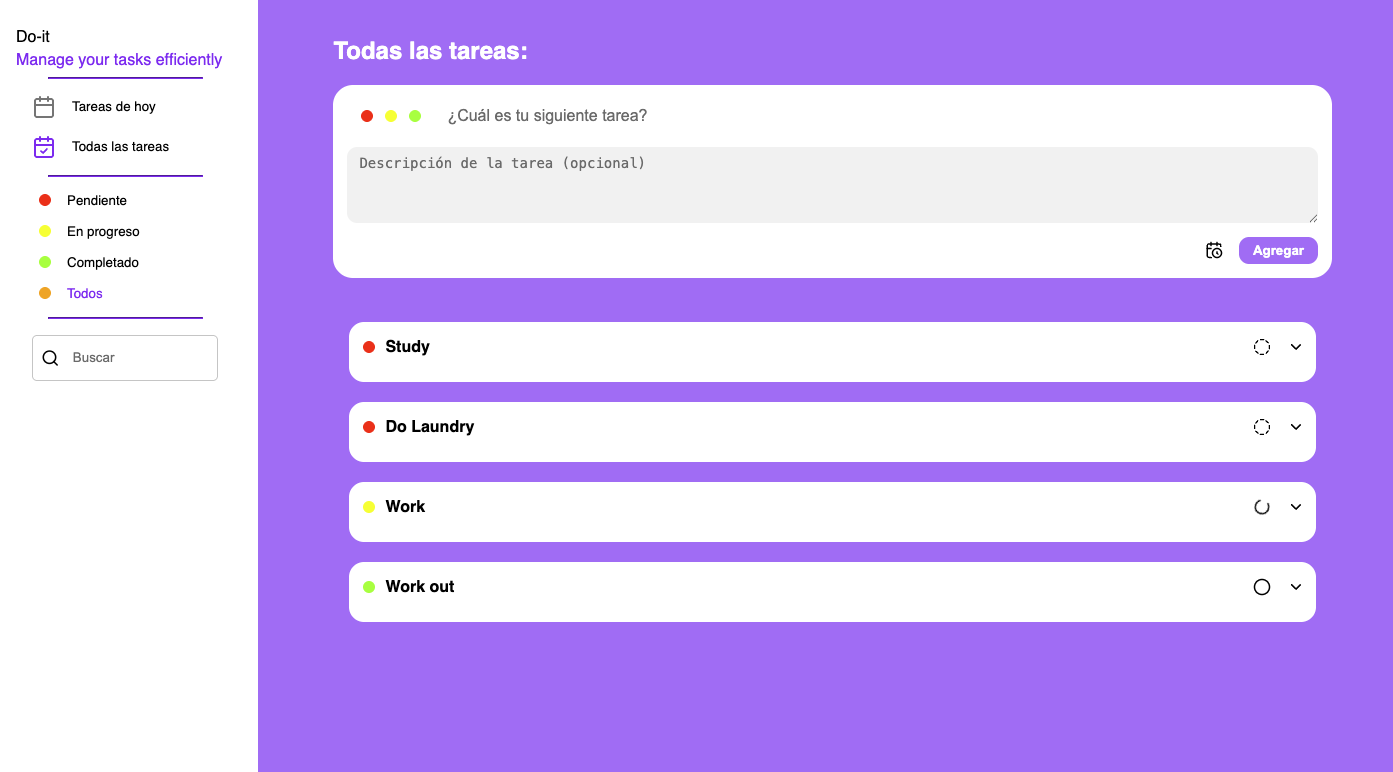 Do-it
Manage your tasks efficiently
Tareas de hoy
Todas las tareas
Pendiente
En progreso
Completado
Todos
Buscar
Todas las tareas:
¿Cuál es tu siguiente tarea?
Descripción de la tarea (opcional)
Agregar
Study
Do Laundry
Work
Work out